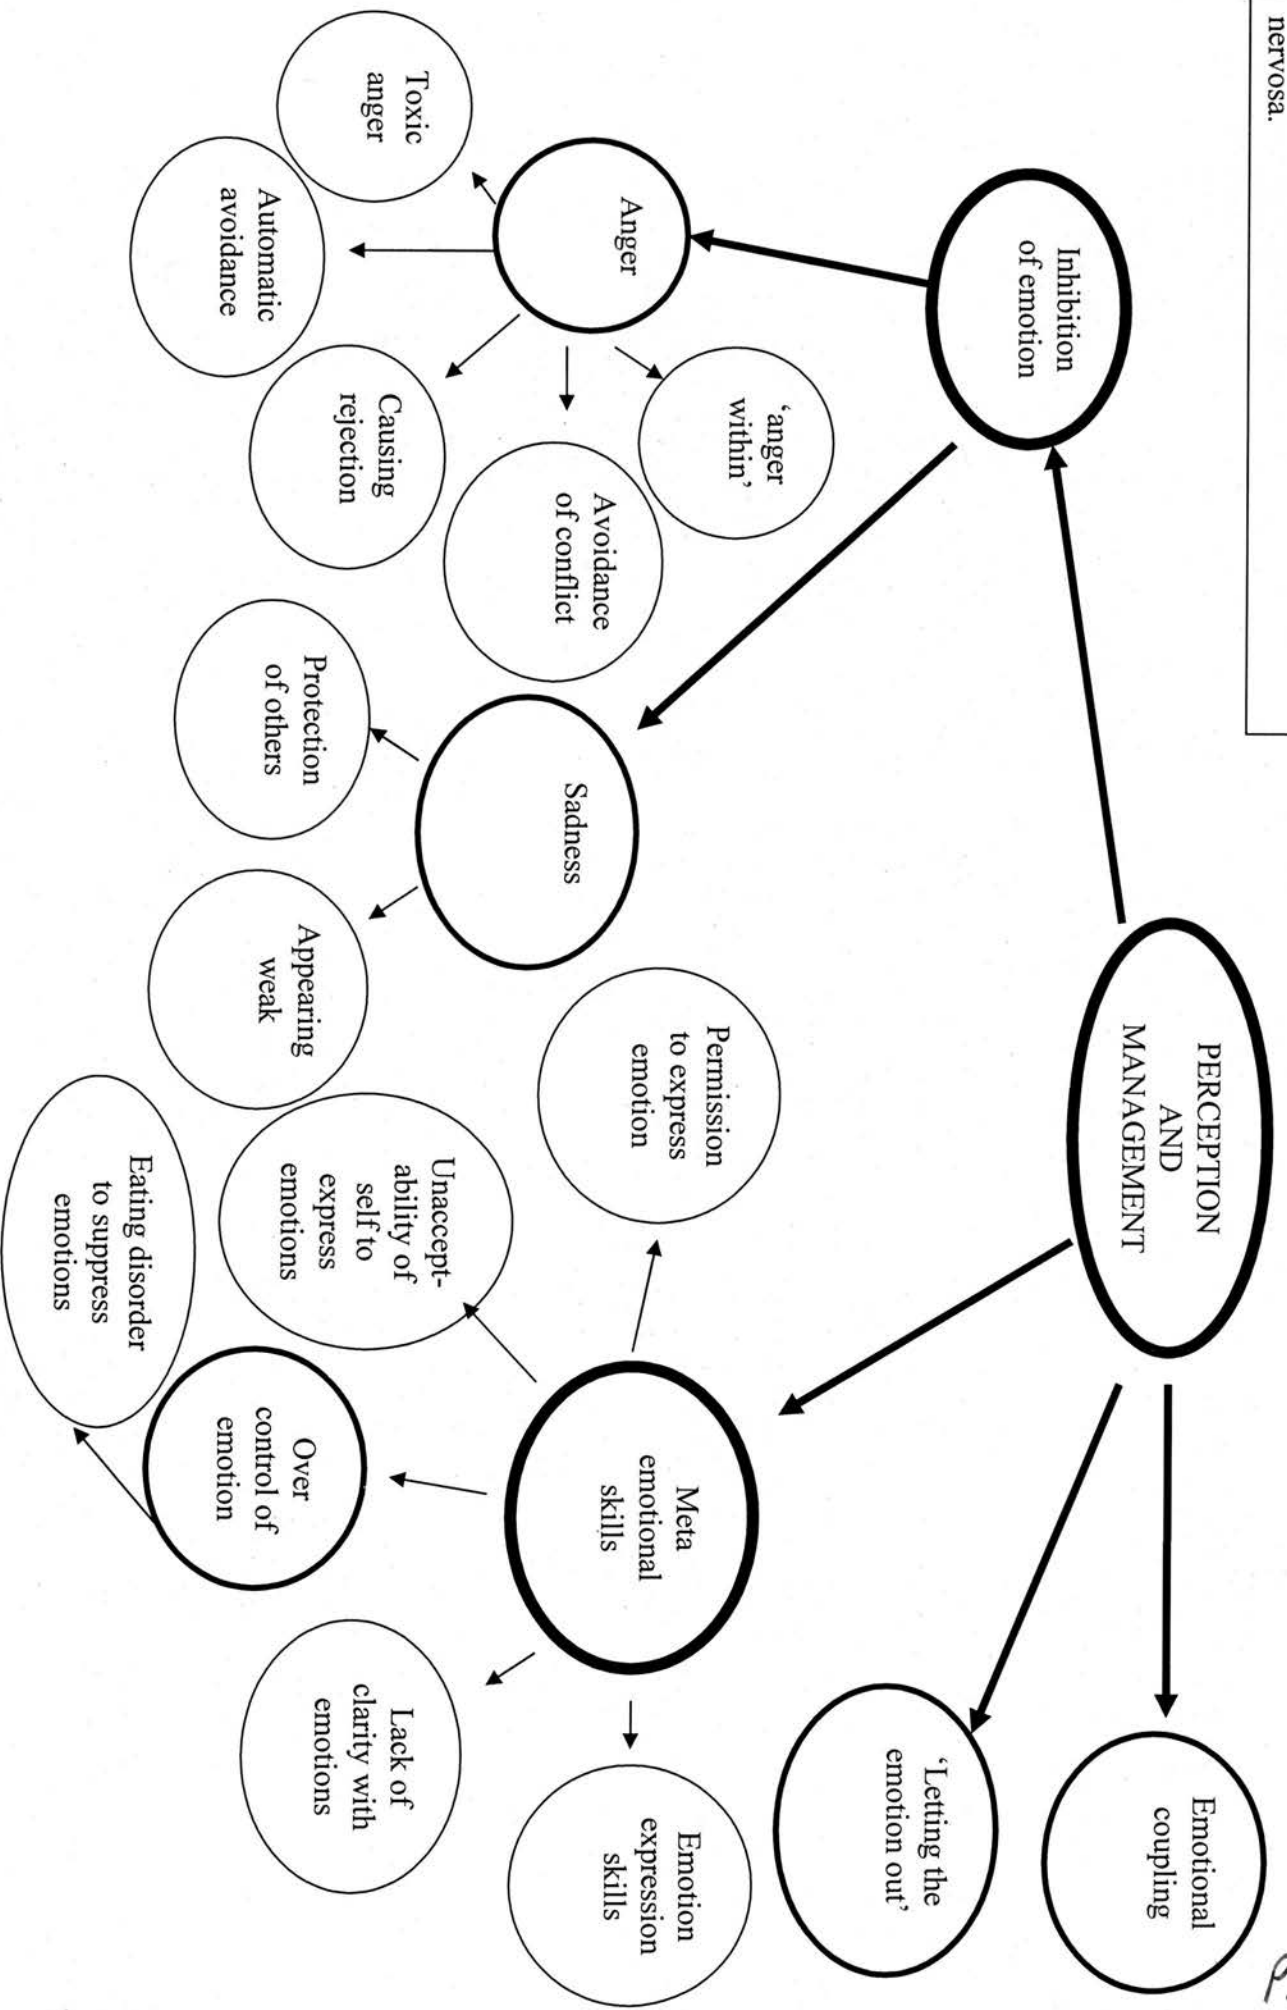 nervosa.
PERCEPTION
AND
MANAGEMENT
Inhibition
of emotion
Emotional
coupling
'Letting the
emotion out'
Anger
'anger
within'
Avoidance
of conflict
Causing
rejection
Automatic
avoidance
Toxic
anger
Sadness
Protection
of others
Appearing
weak
Meta
emotional
skills
Permission
to express
emotion
Unaccept-
ability of
self to
express
emotions
Over
control of
emotion
Eating disorder
to suppress
emotions
Lack of
clarity with
emotions
Emotion
expression
skills